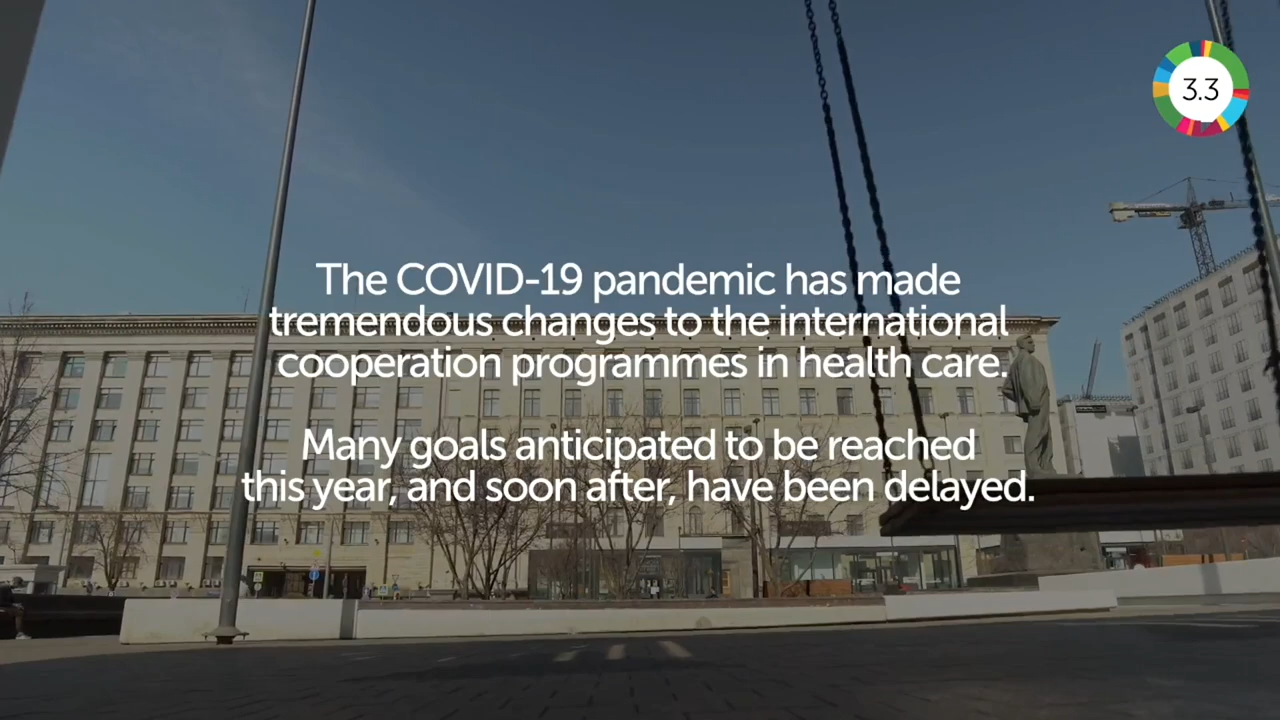 3.3
The COVID-19 pandemic has made
tremendous changes to the international
cooperation programmes in health care.
Many goals anticipated to be reached
this year, and soon after, have been delayed.